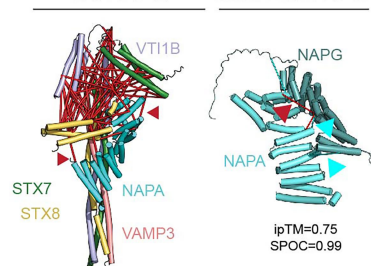 VTI1B
STX7
STX8
NAPA
VAMP3
NAPG
NAPA
ipTM=0.75
SPOC=0.99